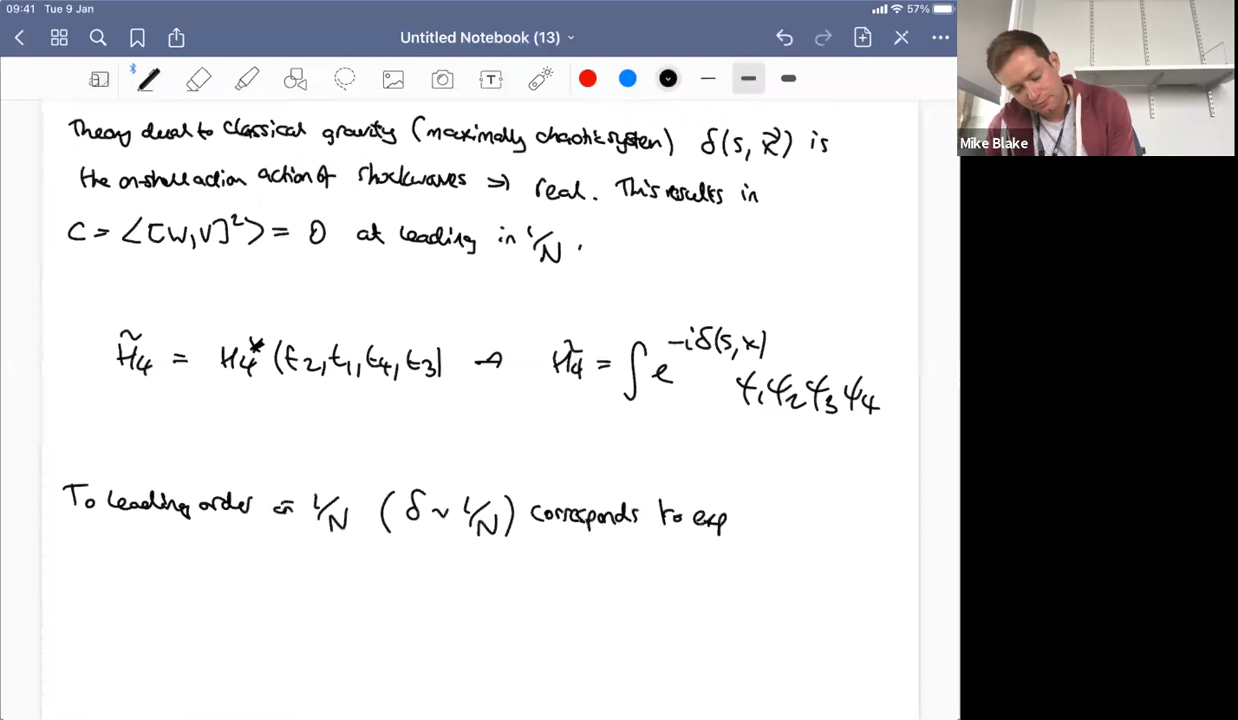 09:41 Tue 9 Jan
57%
Untitled Notebook (13)
T
Mike Blake
Theory dual to classical gravity (maximally chaotic system) δ(s, x⃗) is
the on-shell action action of shockwaves ⇒ real. This results in
C = <[W,V]²> = 0 at leading in 1/N.
H̃4 = H4* (t2, t1, t4, t3) → H̃4 = ∫ e^{-iδ(s,x)} ψ1ψ2ψ3ψ4
To leading order in 1/N (δ ~ 1/N) corresponds to exp